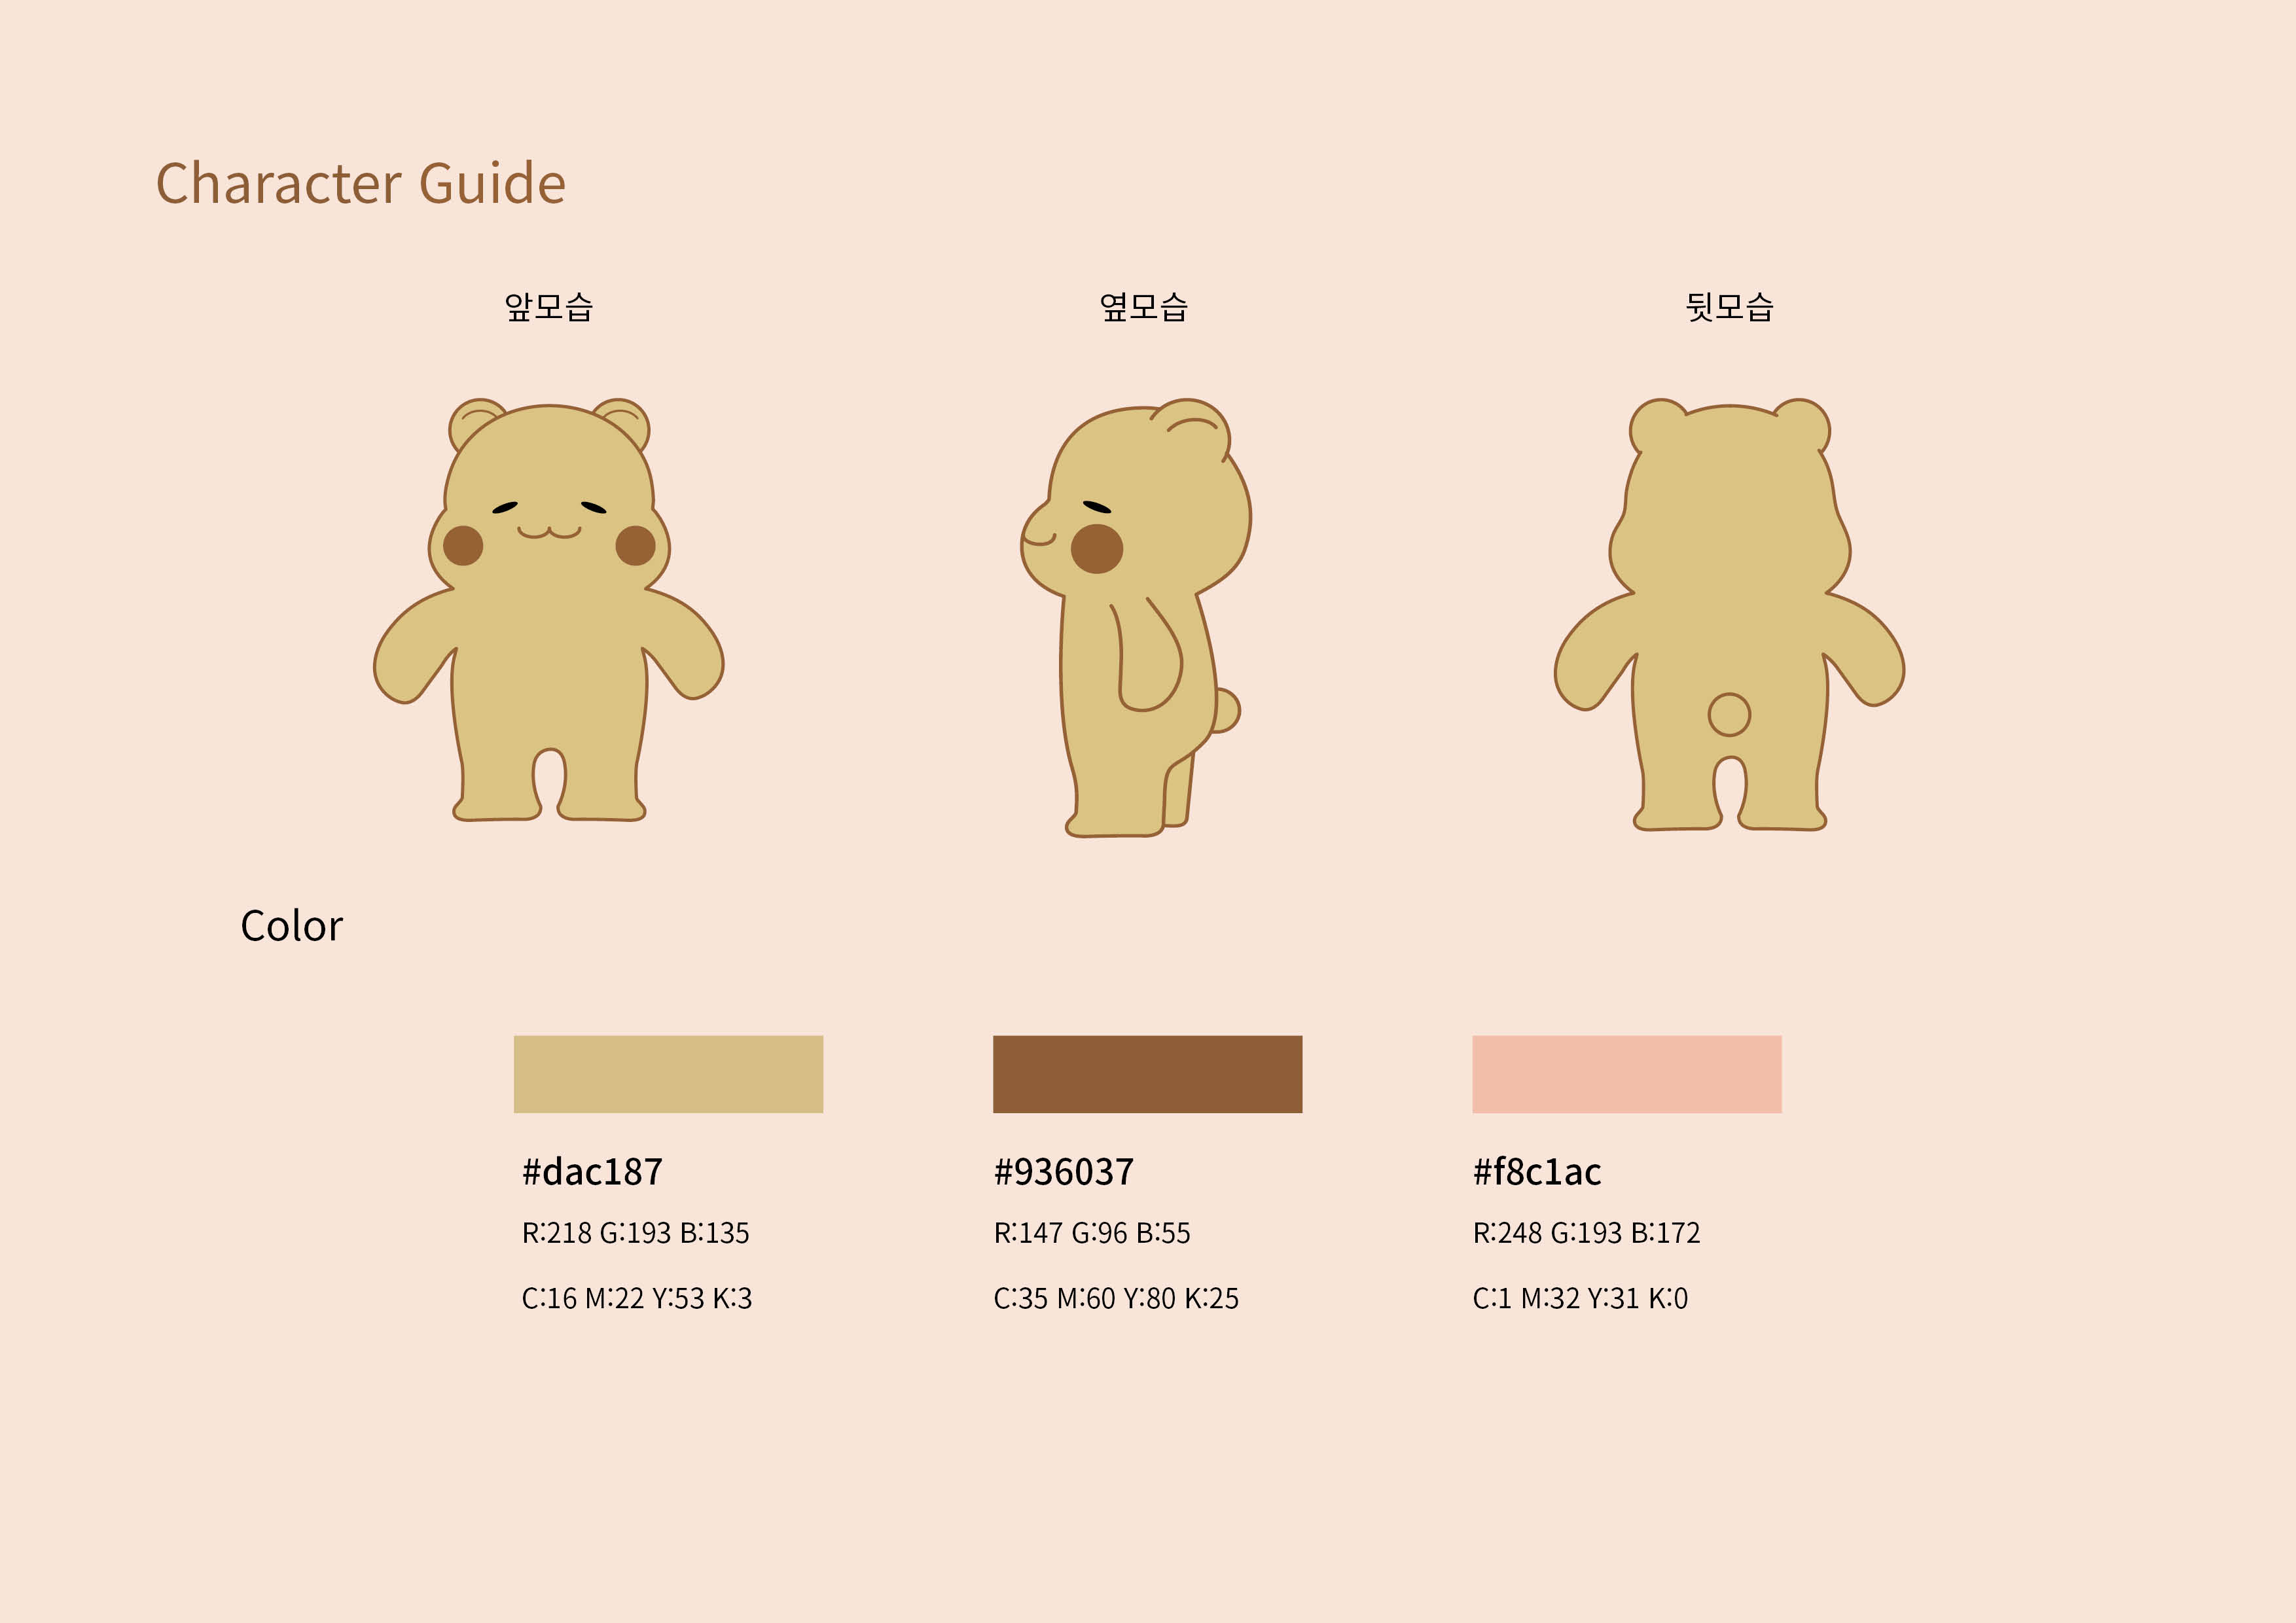 Character Guide
앞모습 옆모습 뒷모습
Color
#dac187 #936037 #f8c1ac
R:218 G:193 B:135 R:147 G:96 B:55 R:248 G:193 B:172
C:16 M:22 Y:53 K:3 C:35 M:60 Y:80 K:25 C:1 M:32 Y:31 K:0